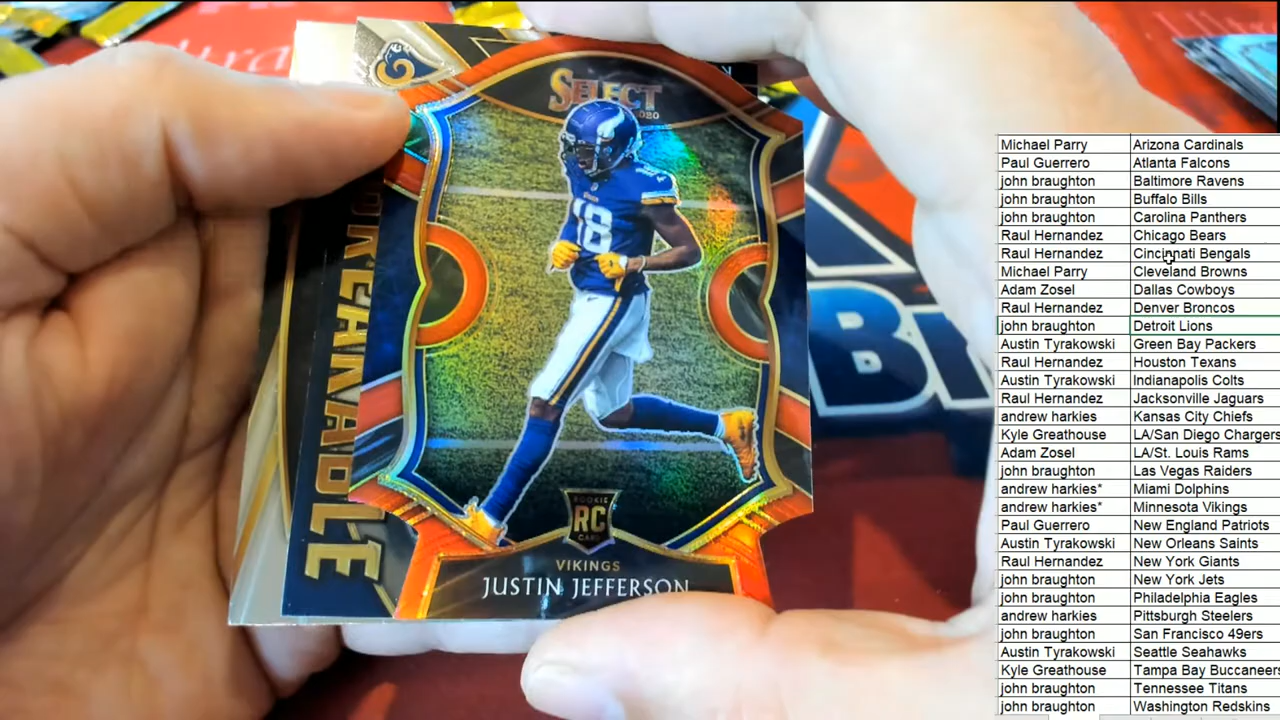 SELECT
2020
18
ROOKIE
RC
CARD
VIKINGS
JUSTIN JEFFERSON
Michael Parry Arizona Cardinals
Paul Guerrero Atlanta Falcons
john braughton Baltimore Ravens
john braughton Buffalo Bills
john braughton Carolina Panthers
Raul Hernandez Chicago Bears
Raul Hernandez Cincinnati Bengals
Michael Parry Cleveland Browns
Adam Zosel Dallas Cowboys
Raul Hernandez Denver Broncos
john braughton Detroit Lions
Austin Tyrakowski Green Bay Packers
Raul Hernandez Houston Texans
Austin Tyrakowski Indianapolis Colts
Raul Hernandez Jacksonville Jaguars
andrew harkies Kansas City Chiefs
Kyle Greathouse LA/San Diego Chargers
Adam Zosel LA/St. Louis Rams
john braughton Las Vegas Raiders
andrew harkies* Miami Dolphins
andrew harkies* Minnesota Vikings
Paul Guerrero New England Patriots
Austin Tyrakowski New Orleans Saints
Raul Hernandez New York Giants
john braughton New York Jets
john braughton Philadelphia Eagles
andrew harkies Pittsburgh Steelers
john braughton San Francisco 49ers
Austin Tyrakowski Seattle Seahawks
Kyle Greathouse Tampa Bay Buccaneers
john braughton Tennessee Titans
john braughton Washington Redskins